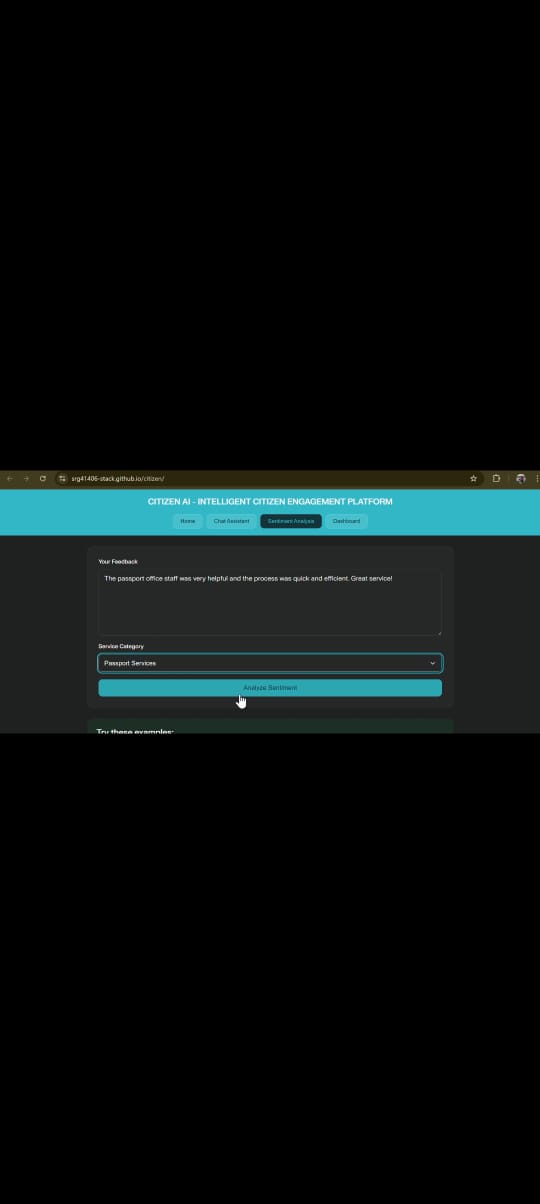 srg41406-stack.github.io/citizen/
CITIZEN AI - INTELLIGENT CITIZEN ENGAGEMENT PLATFORM
Home
Chat Assistant
Sentiment Analysis
Dashboard
Your Feedback
The passport office staff was very helpful and the process was quick and efficient. Great service!
Service Category
Passport Services
Analyze Sentiment
Try these examples: